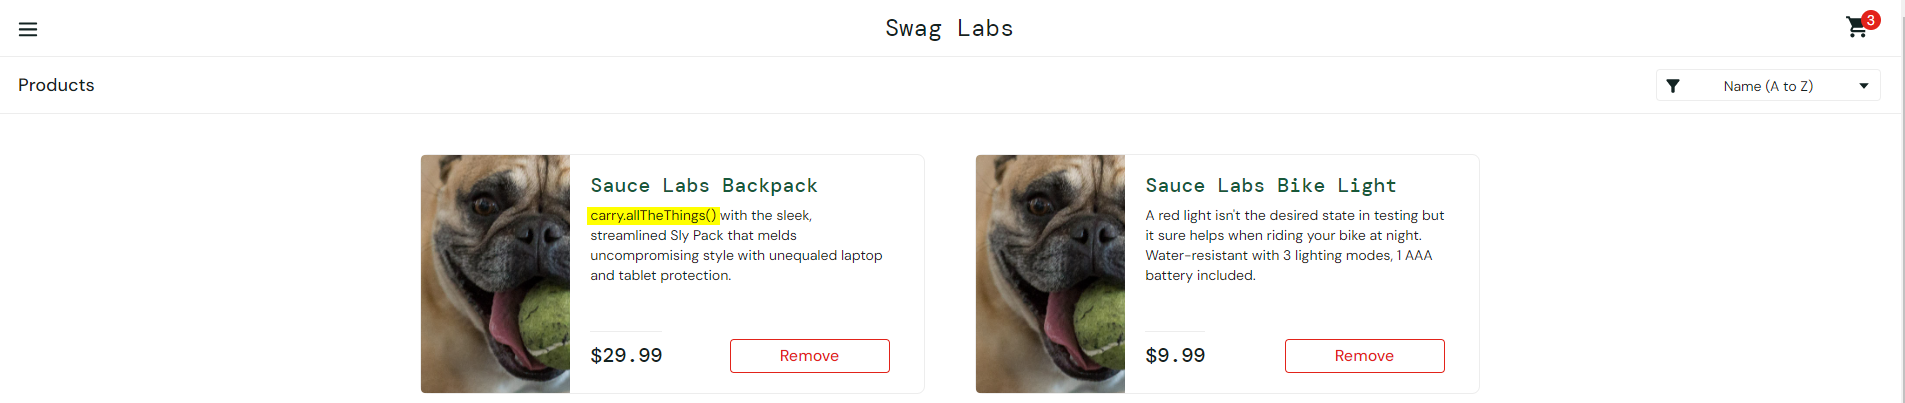 Swag Labs
3
Products
Name (A to Z)
Sauce Labs Backpack
carry.allTheThings() with the sleek,
streamlined Sly Pack that melds
uncompromising style with unequaled laptop
and tablet protection.
$29.99
Remove
Sauce Labs Bike Light
A red light isn't the desired state in testing but
it sure helps when riding your bike at night.
Water-resistant with 3 lighting modes, 1 AAA
battery included.
$9.99
Remove